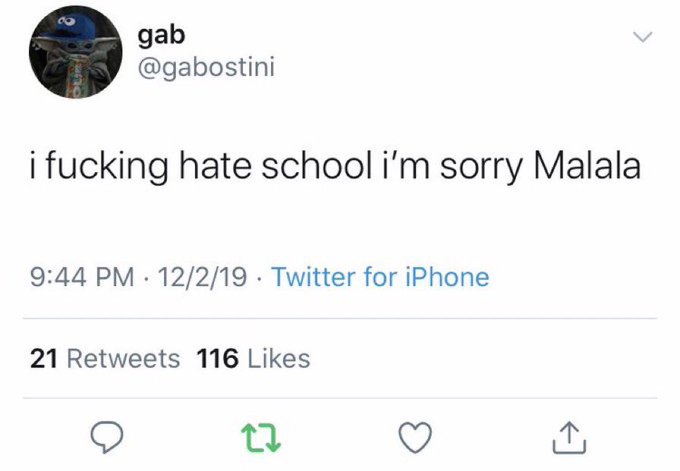 gab
@gabostini
i fucking hate school i'm sorry Malala
9:44 PM · 12/2/19 · Twitter for iPhone
21 Retweets 116 Likes